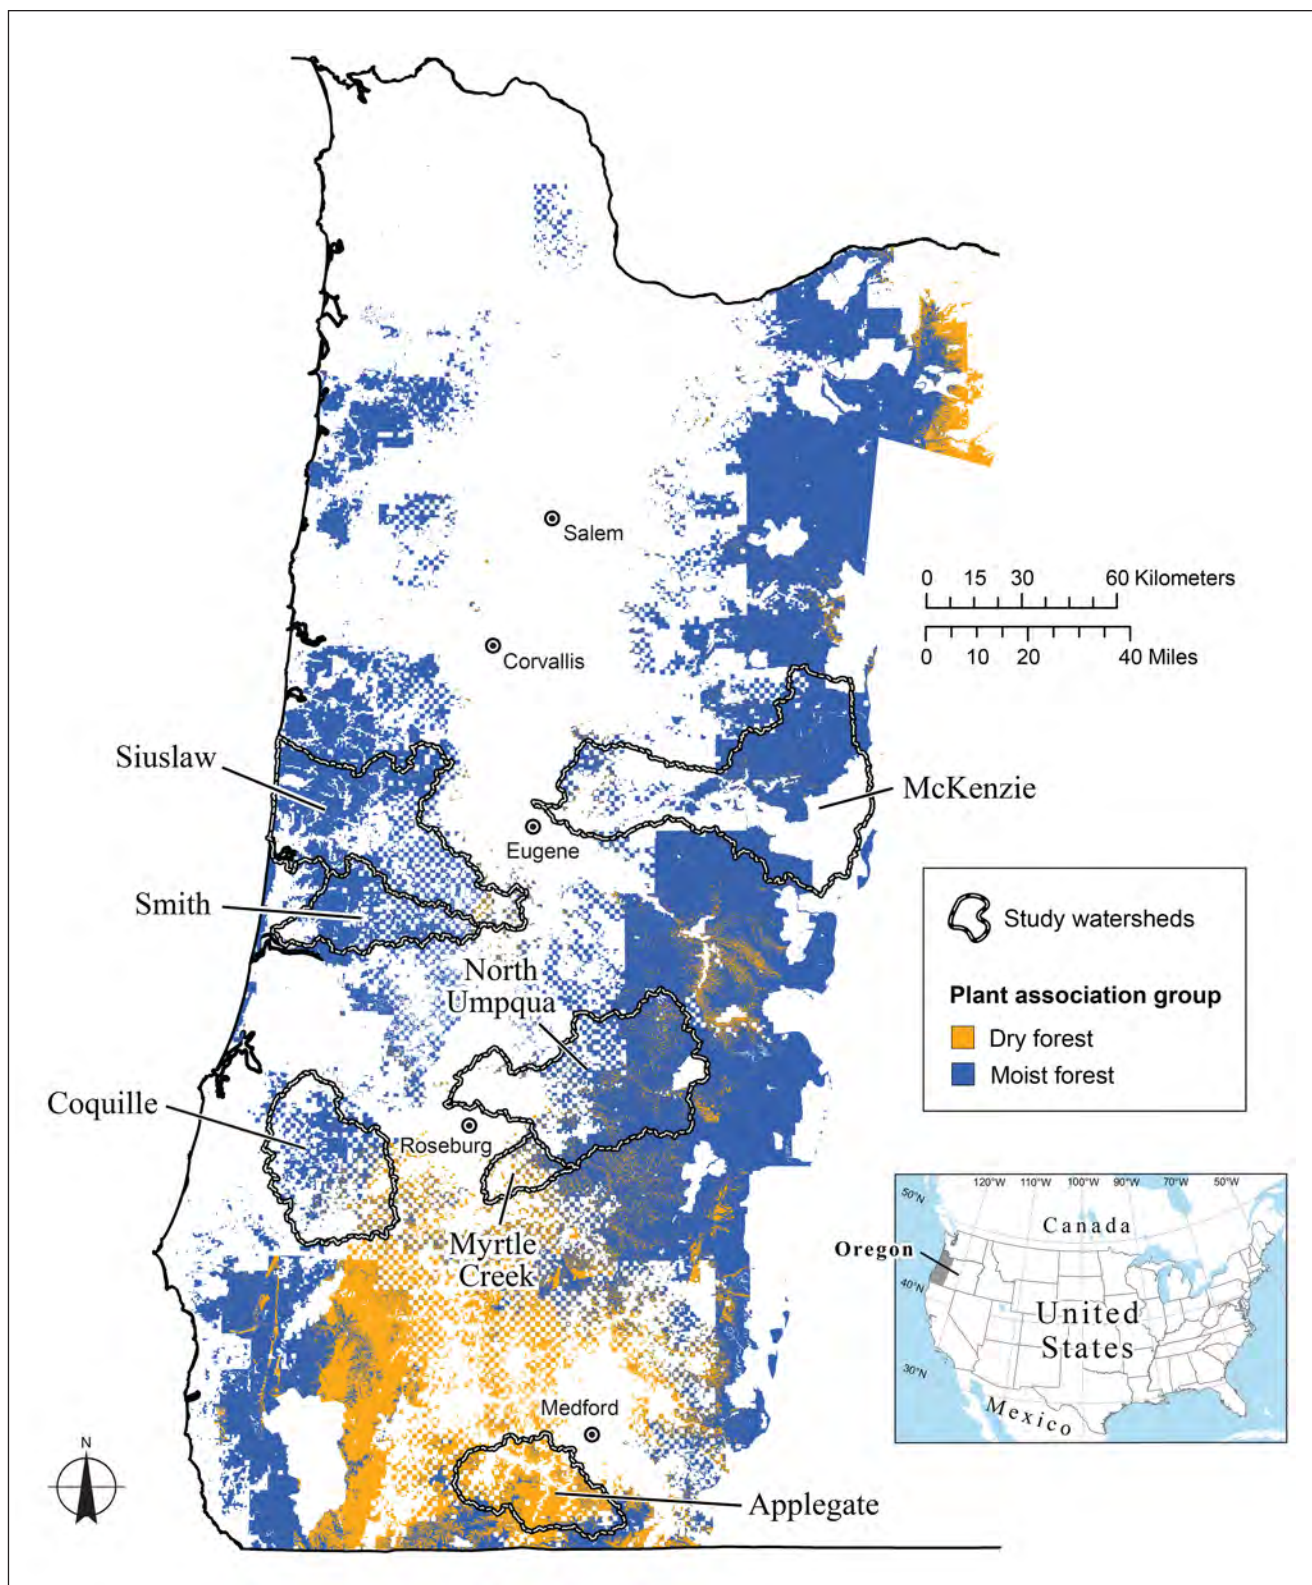 Salem
0 15 30 60 Kilometers
0 10 20 40 Miles
Corvallis
Siuslaw
McKenzie
Eugene
Smith
Study watersheds
North
Umpqua
Plant association group
Dry forest
Moist forest
Coquille
Roseburg
Myrtle
Creek
50°N
120°W 110°W 100°W 90°W 70°W 50°W
Canada
Oregon
40°N
United
States
30°N
Mexico
Medford
N
Applegate